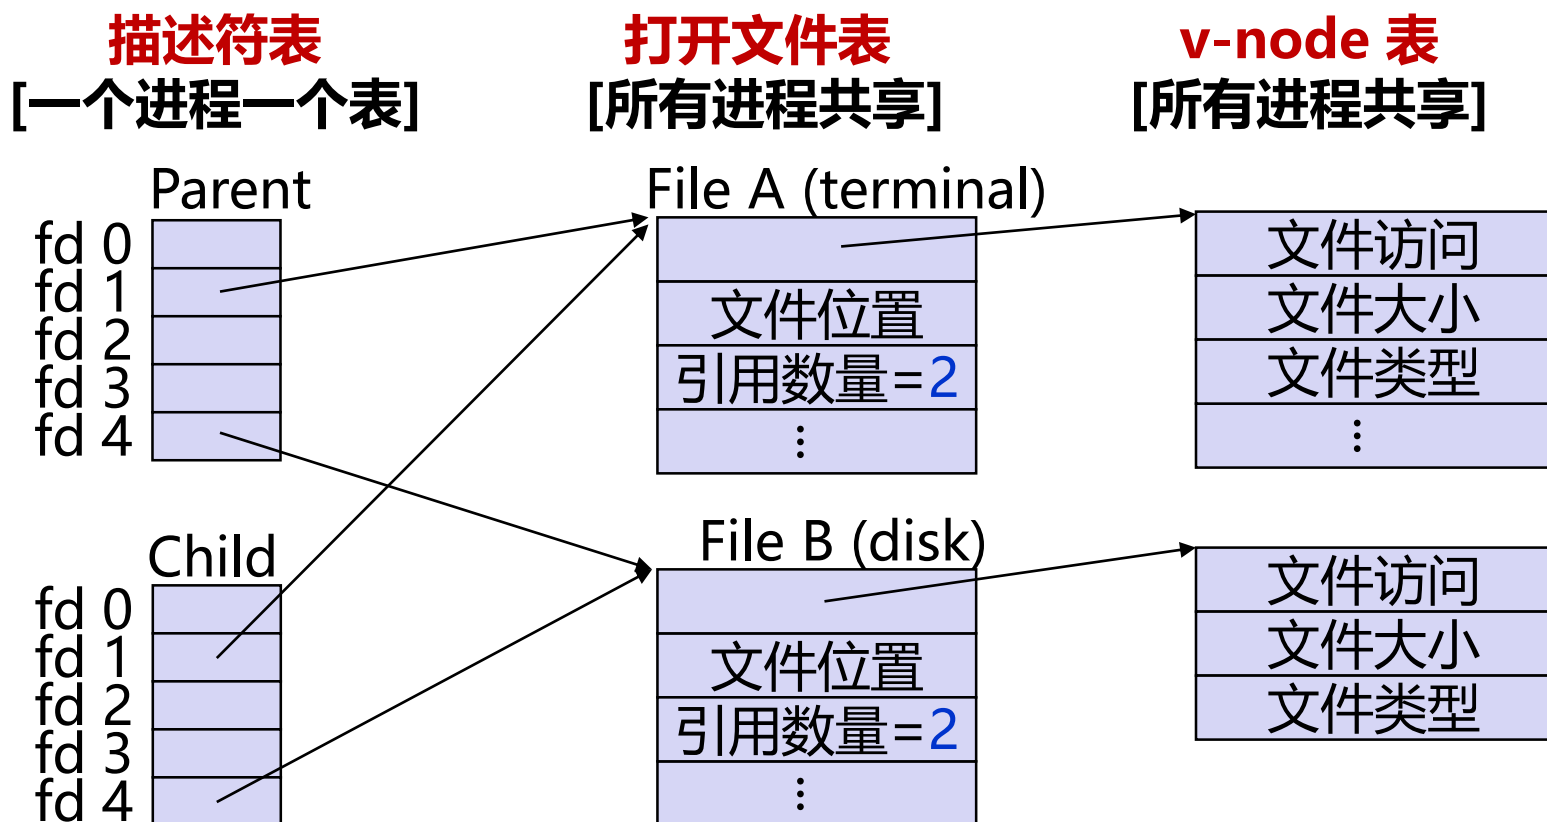 描述符表
[一个进程一个表]
打开文件表
[所有进程共享]
v-node 表
[所有进程共享]
Parent
fd 0
fd 1
fd 2
fd 3
fd 4
Child
fd 0
fd 1
fd 2
fd 3
fd 4
File A (terminal)
文件位置
引用数量=2
⋮
File B (disk)
文件位置
引用数量=2
⋮
文件访问
文件大小
文件类型
⋮
文件访问
文件大小
文件类型